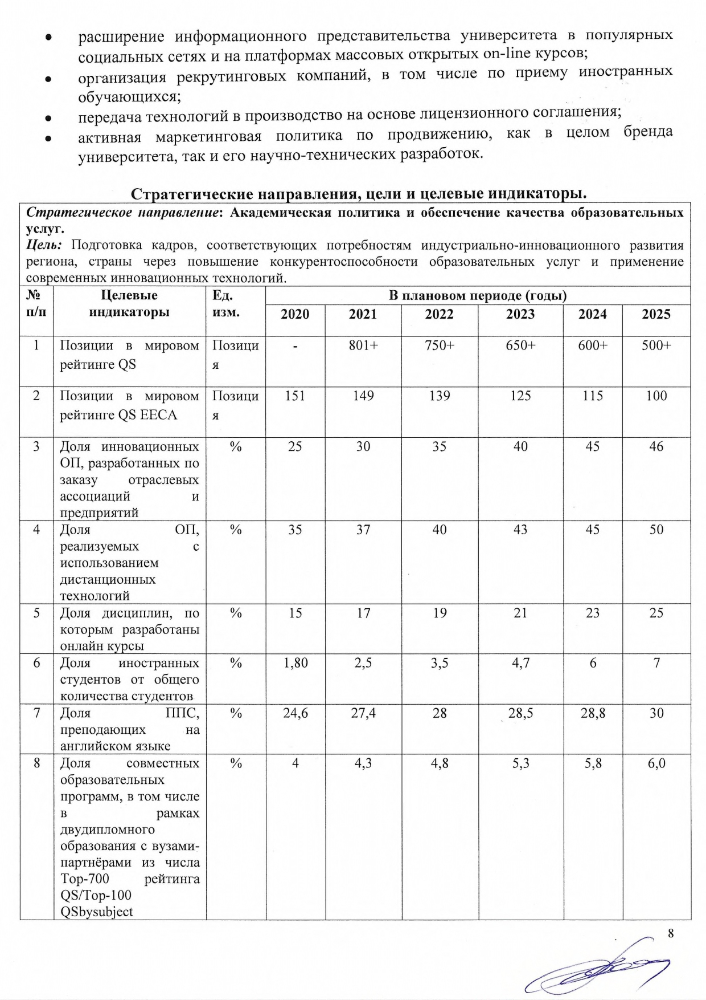 • расширение информационного представительства университета в популярных
социальных сетях и на платформах массовых открытых on-line курсов;
• организация рекрутинговых компаний, в том числе по приему иностранных
обучающихся;
• передача технологий в производство на основе лицензионного соглашения;
• активная маркетинговая политика по продвижению, как в целом бренда
университета, так и его научно-технических разработок.
Стратегические направления, цели и целевые индикаторы.
Стратегическое направление: Академическая политика и обеспечение качества образовательных
услуг.
Цель: Подготовка кадров, соответствующих потребностям индустриально-инновационного развития
региона, страны через повышение конкурентоспособности образовательных услуг и применение
современных инновационных технологий.
№ Целевые Ед. В плановом периоде (годы)
п/п индикаторы изм. 2020 2021 2022 2023 2024 2025
1 Позиции в мировом Позици - 801+ 750+ 650+ 600+ 500+
рейтинге QS я
2 Позиции в мировом Позици 151 149 139 125 115 100
рейтинге QS EECA я
3 Доля инновационных % 25 30 35 40 45 46
ОП, разработанных по
заказу отраслевых
ассоциаций и
предприятий
4 Доля ОП, % 35 37 40 43 45 50
реализуемых с
использованием
дистанционных
технологий
5 Доля дисциплин, по % 15 17 19 21 23 25
которым разработаны
онлайн курсы
6 Доля иностранных % 1,80 2,5 3,5 4,7 6 7
студентов от общего
количества студентов
7 Доля ППС, % 24,6 27,4 28 28,5 28,8 30
преподающих на
английском языке
8 Доля совместных % 4 4,3 4,8 5,3 5,8 6,0
образовательных
программ, в том числе
в рамках
двудипломного
образования с вузами-
партнёрами из числа
Top-700 рейтинга
QS/Top-100
QSbysubject
8